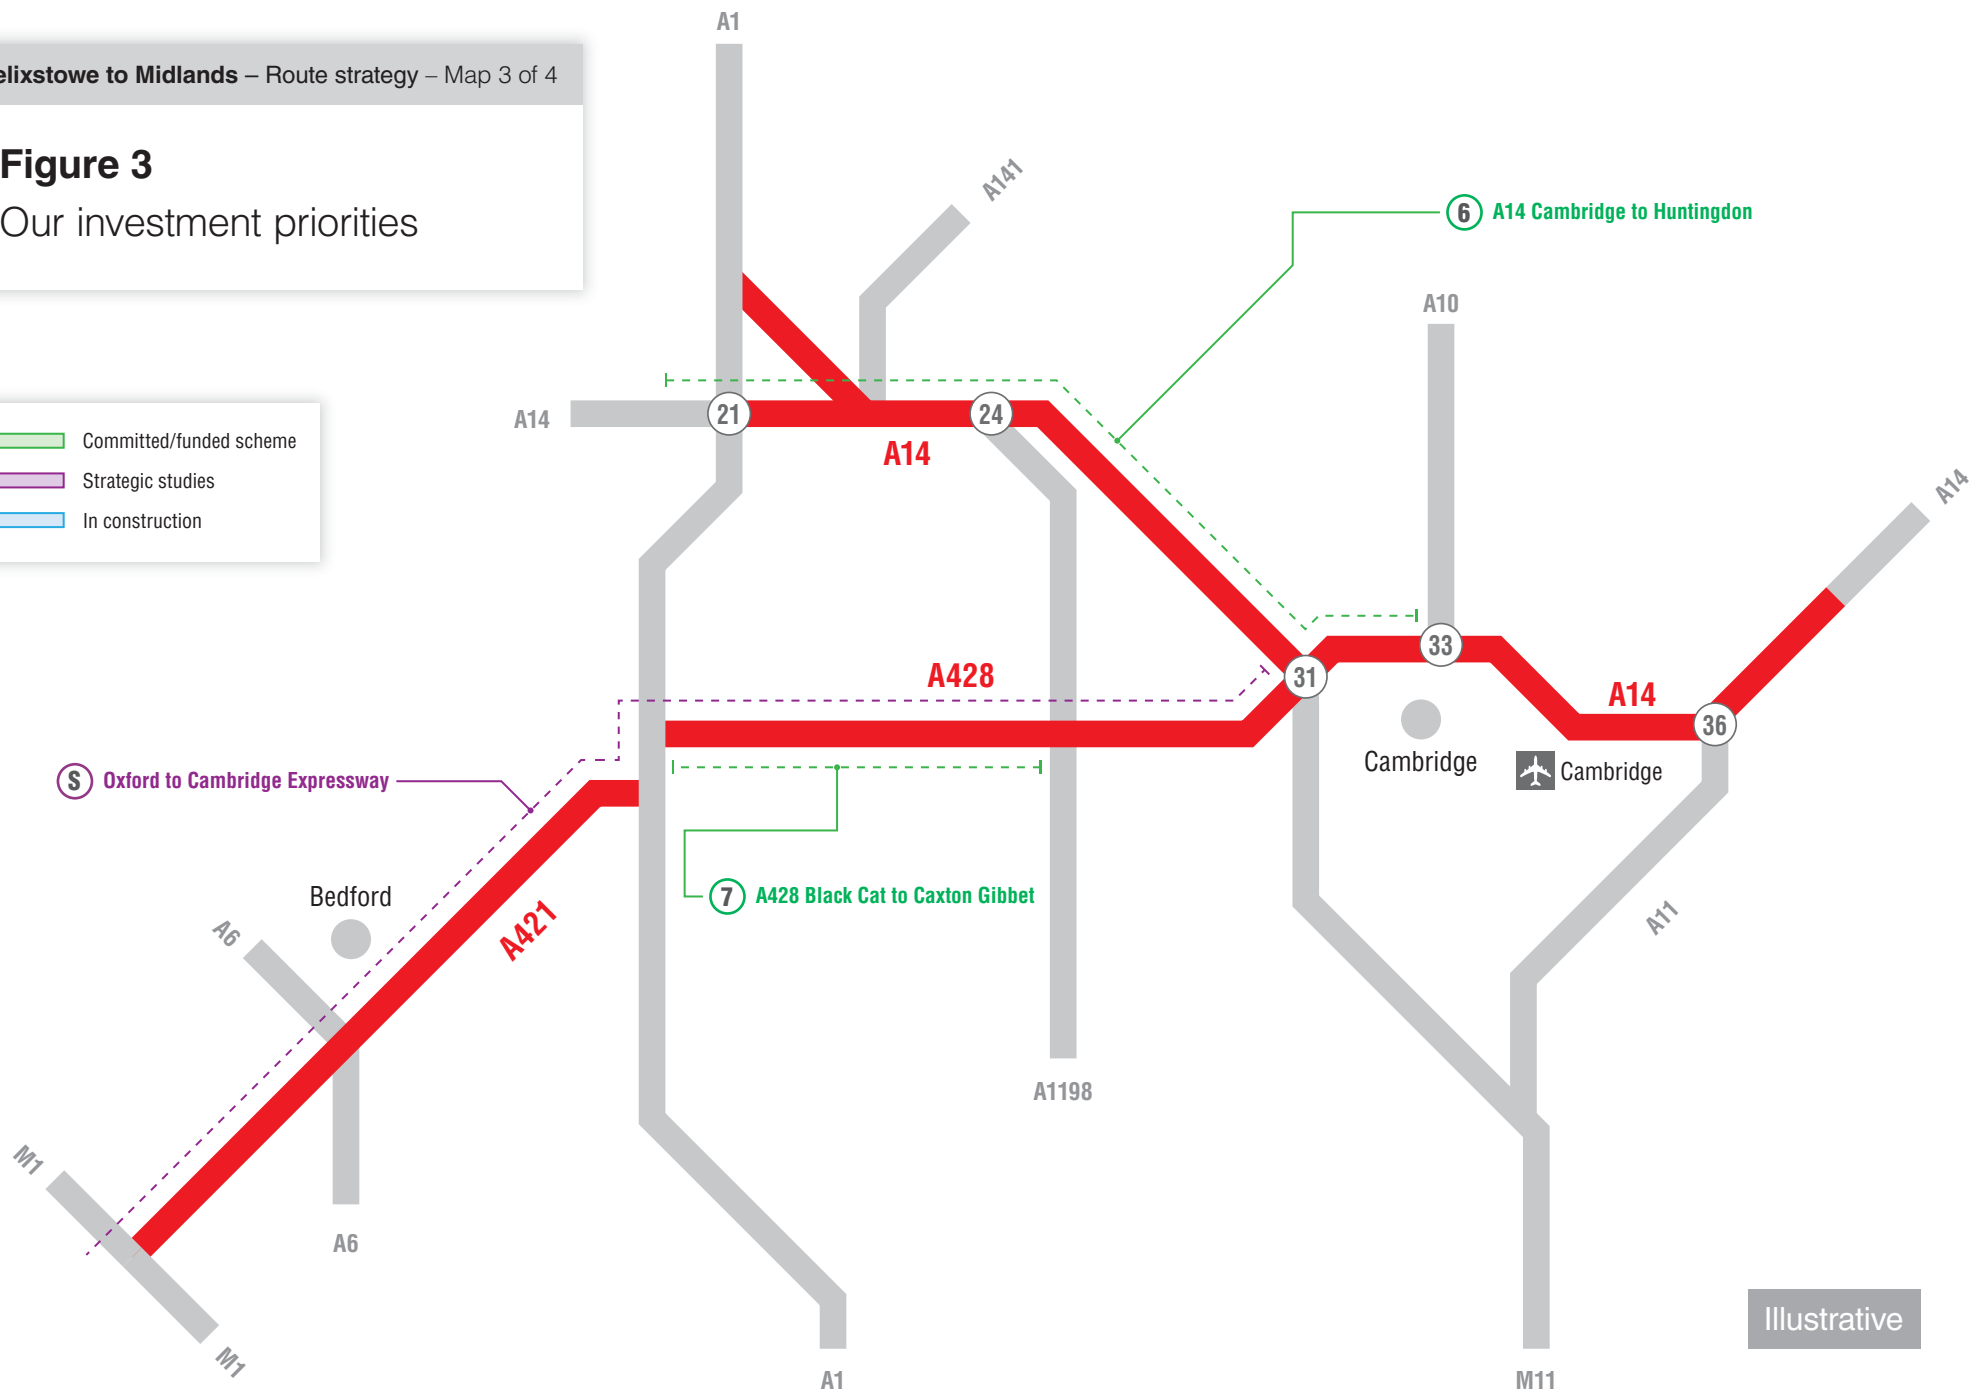 elixstowe to Midlands – Route strategy – Map 3 of 4
Figure 3
Our investment priorities
Committed/funded scheme
Strategic studies
In construction
A1
A141
6 A14 Cambridge to Huntingdon
A10
A14
21
24
A14
A14
33
31
A428
A14
36
Cambridge
Cambridge
S Oxford to Cambridge Expressway
7 A428 Black Cat to Caxton Gibbet
Bedford
A6
A421
A11
A1198
M1
A6
M1
A1
M11
Illustrative